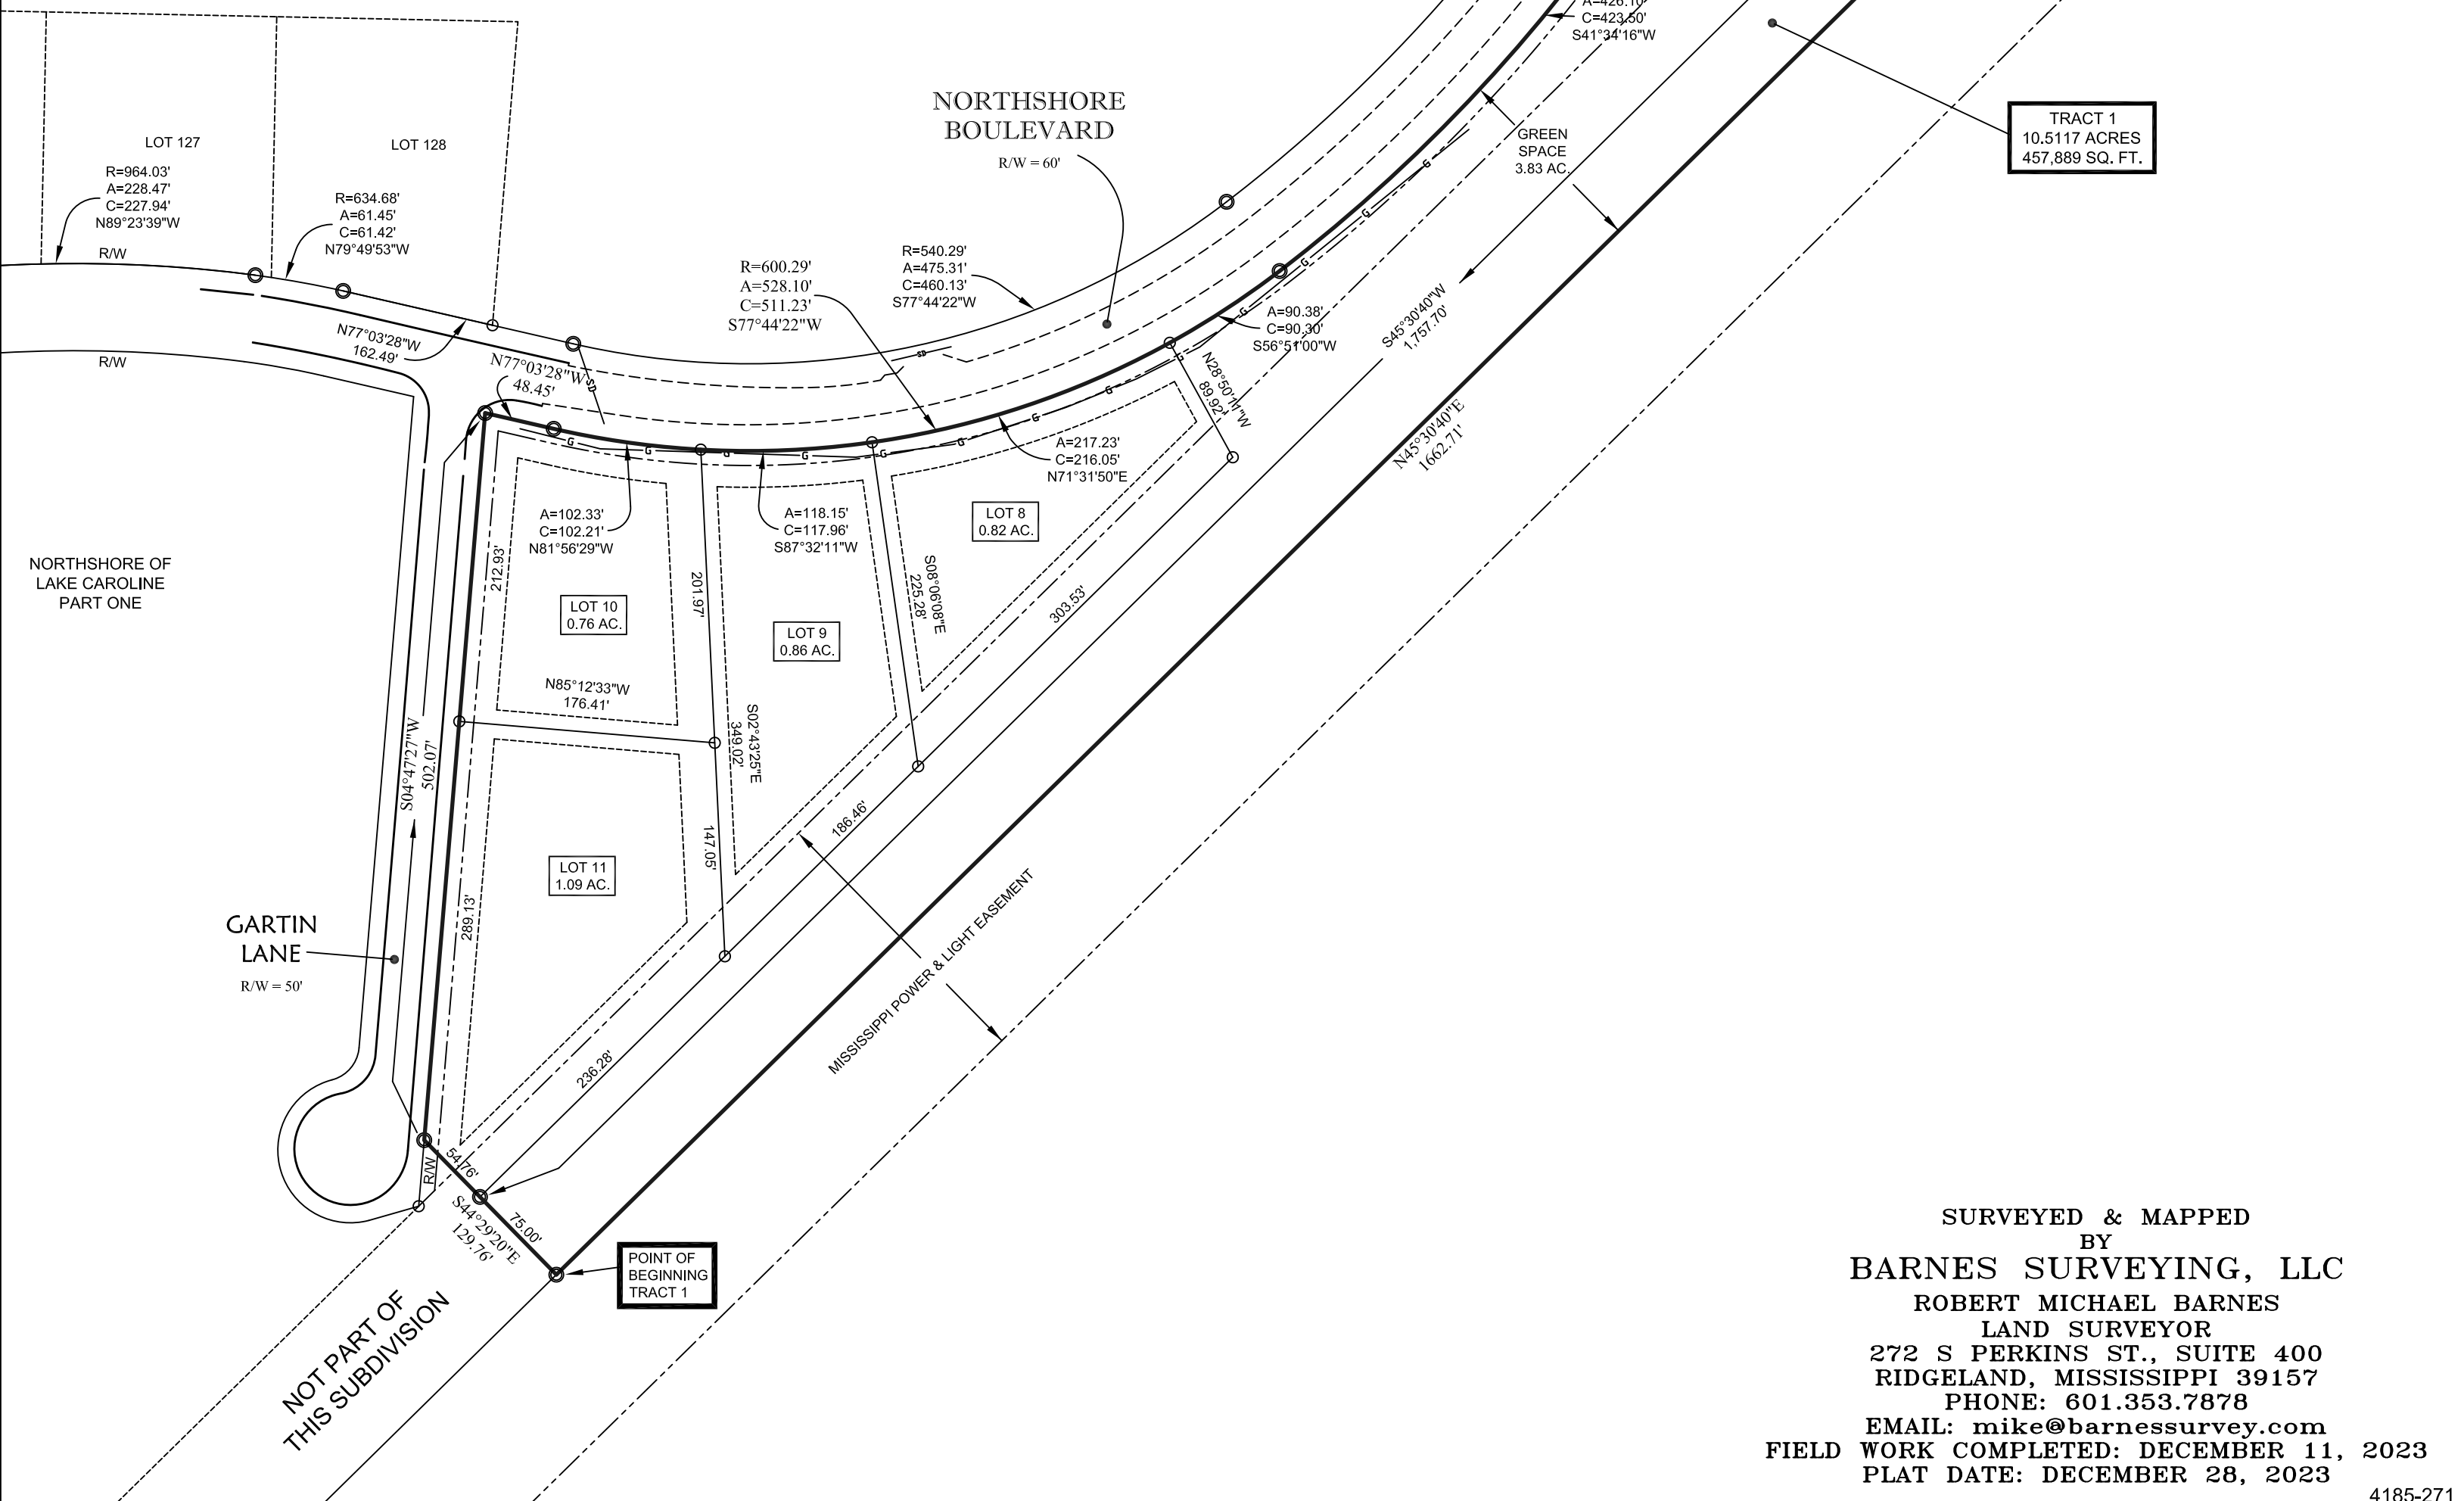 A=426.10'
C=423.50'
S41°34'16"W
NORTHSHORE
BOULEVARD
R/W = 60'
TRACT 1
10.5117 ACRES
457,889 SQ. FT.
GREEN
SPACE
3.83 AC.
LOT 127
LOT 128
R=964.03'
A=228.47'
C=227.94'
N89°23'39"W
R=634.68'
A=61.45'
C=61.42'
N79°49'53"W
R/W
R/W
R=600.29'
A=528.10'
C=511.23'
S77°44'22"W
R=540.29'
A=475.31'
C=460.13'
S77°44'22"W
A=90.38'
C=90.30'
S56°51'00"W
S45°30'40"W
1,757.70'
N77°03'28"W
162.49'
N77°03'28"W
48.45'
SD
SD
G
G
G
G
G
G
G
G
G
G
G
G
G
G
N28°50'11"W
89.92'
N45°30'40"E
1662.71'
A=217.23'
C=216.05'
N71°31'50"E
A=102.33'
C=102.21'
N81°56'29"W
A=118.15'
C=117.96'
S87°32'11"W
LOT 8
0.82 AC.
NORTHSHORE OF
LAKE CAROLINE
PART ONE
212.93'
201.97'
S08°06'08"E
225.28'
303.53'
LOT 10
0.76 AC.
LOT 9
0.86 AC.
N85°12'33"W
176.41'
S02°43'25"E
349.02'
S04°47'27"W
502.07'
186.46'
147.05'
LOT 11
1.09 AC.
289.13'
GARTIN
LANE
R/W = 50'
MISSISSIPPI POWER & LIGHT EASEMENT
236.28'
R/W
54.76'
S44°29'20"E
129.76'
75.00'
POINT OF
BEGINNING
TRACT 1
NOT PART OF
THIS SUBDIVISION
SURVEYED & MAPPED
BY
BARNES SURVEYING, LLC
ROBERT MICHAEL BARNES
LAND SURVEYOR
272 S PERKINS ST., SUITE 400
RIDGELAND, MISSISSIPPI 39157
PHONE: 601.353.7878
EMAIL: mike@barnessurvey.com
FIELD WORK COMPLETED: DECEMBER 11, 2023
PLAT DATE: DECEMBER 28, 2023
4185-271